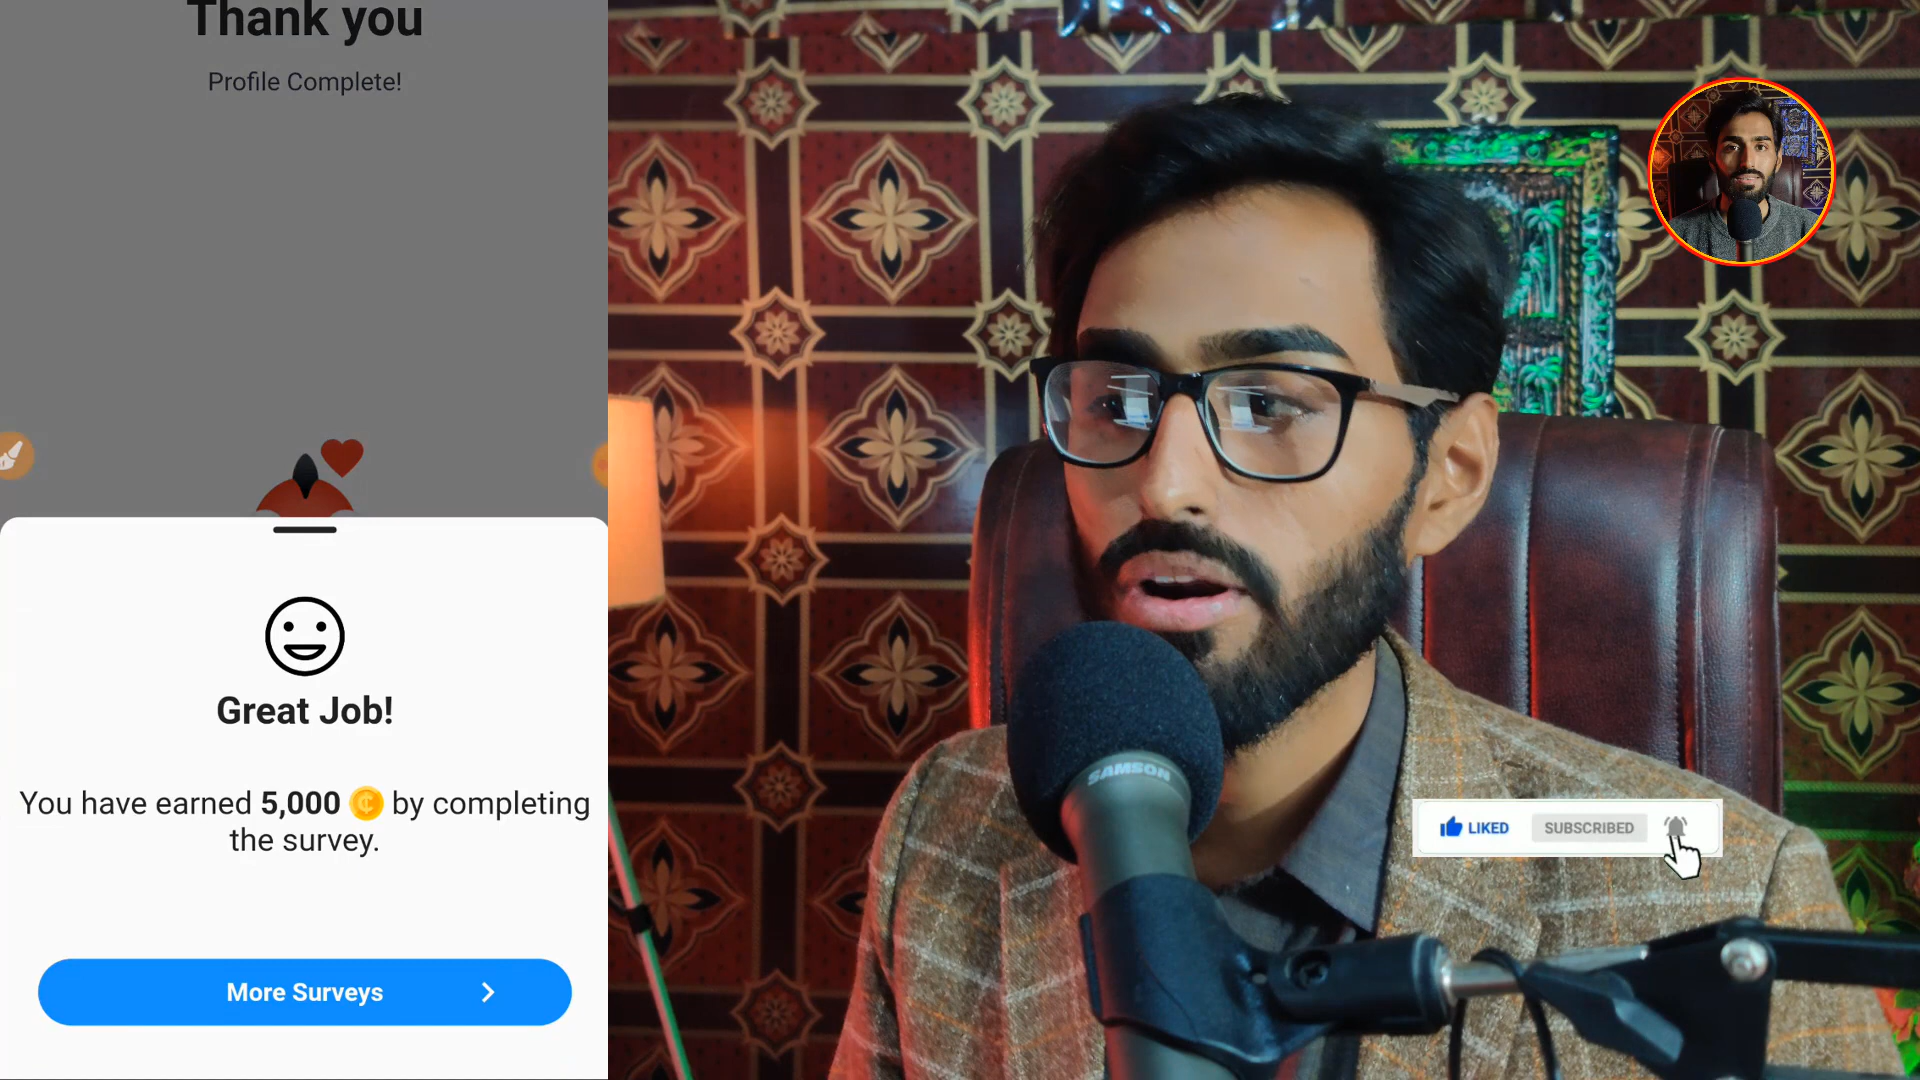 Thank you
Profile Complete!
Great Job!
You have earned 5,000 by completing
the survey.
More Surveys
SAMSON
LIKED
SUBSCRIBED